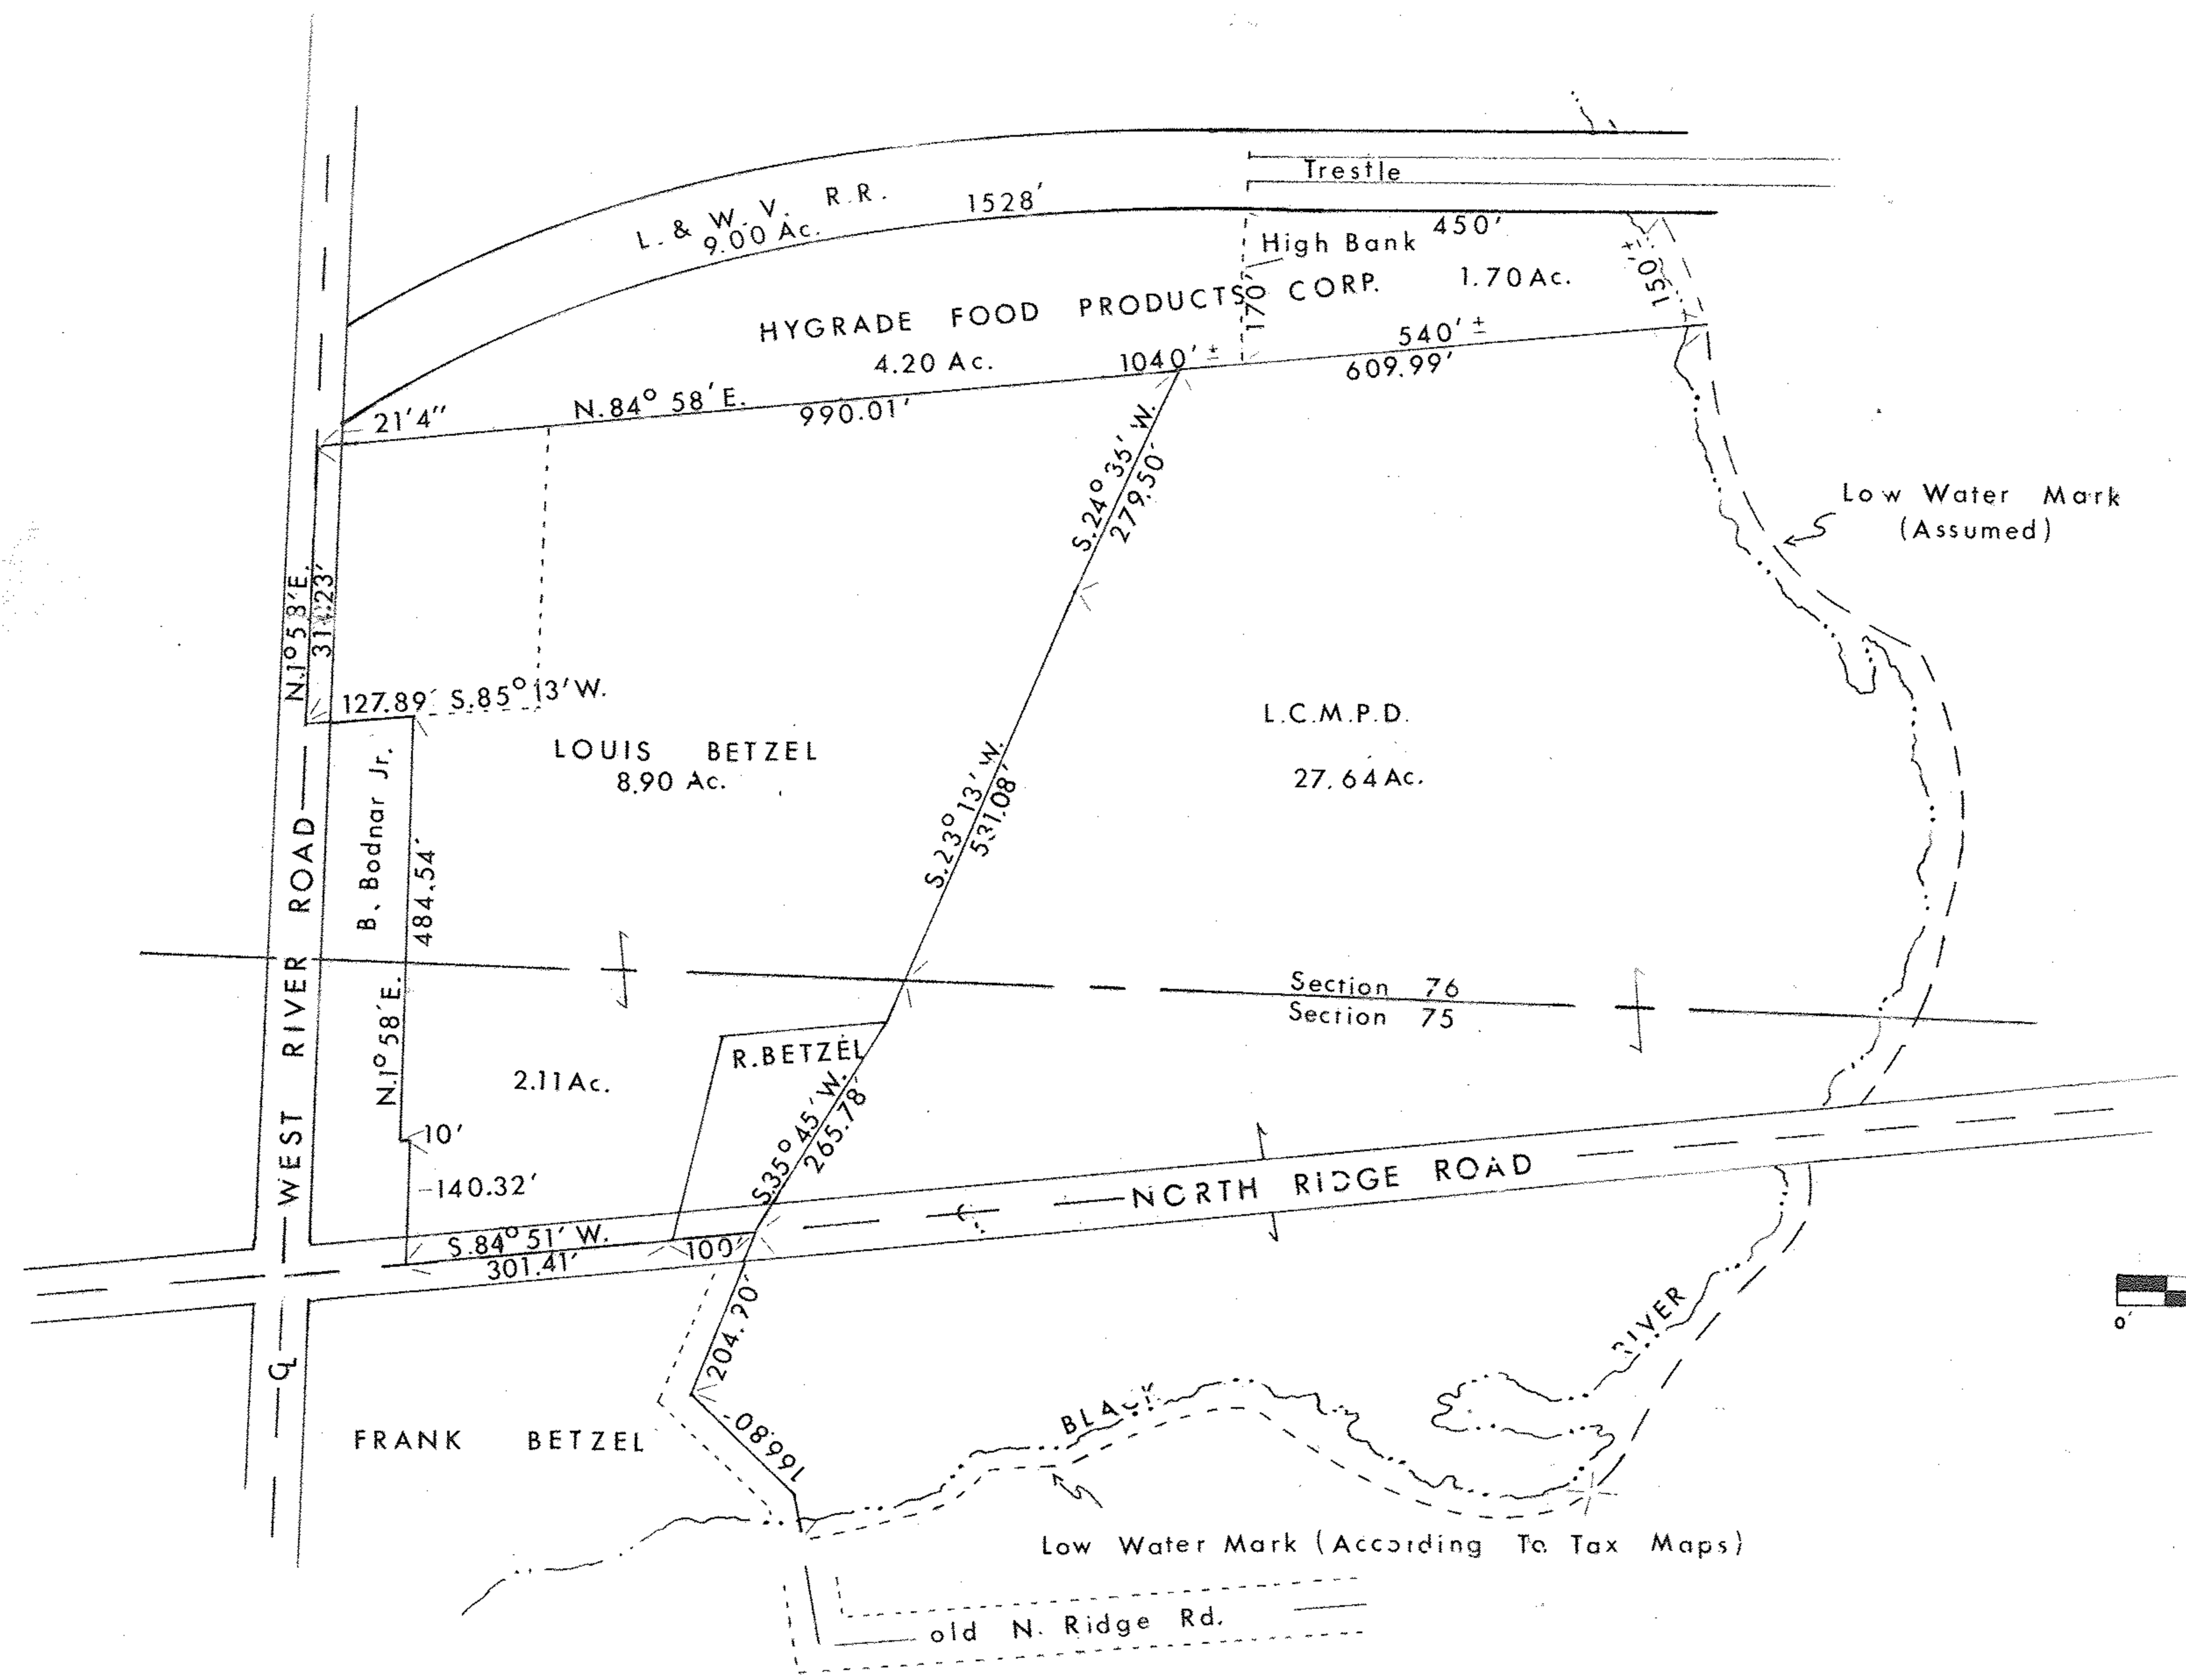 Trestle
L. & W. V. R.R. 1528'
9.00 Ac.
450'
High Bank
150'±
HYGRADE FOOD PRODUCTS CORP. 1.70 Ac.
170'
4.20 Ac.
1040'±
540'±
609.99'
21'4"
N.84° 58' E.
990.01'
S.24° 35' W.
279.50'
Low Water Mark
(Assumed)
N.1° 58' E.
127.89' S.85° 13' W.
LOUIS BETZEL
8.90 Ac.
L.C.M.P.D.
27.64 Ac.
S.23° 13' W.
531.08'
B. Bodnar Jr.
484.54'
N.1° 58' E.
WEST RIVER ROAD
Section 76
Section 75
R. BETZEL
2.11 Ac.
S.35° 45' W.
265.78'
10'
140.32'
NORTH RIDGE ROAD
S.84° 51' W.
301.41'
100'
204.70'
166.80'
FRANK BETZEL
BLACK RIVER
Low Water Mark (According To Tax Maps)
old N. Ridge Rd.
0'